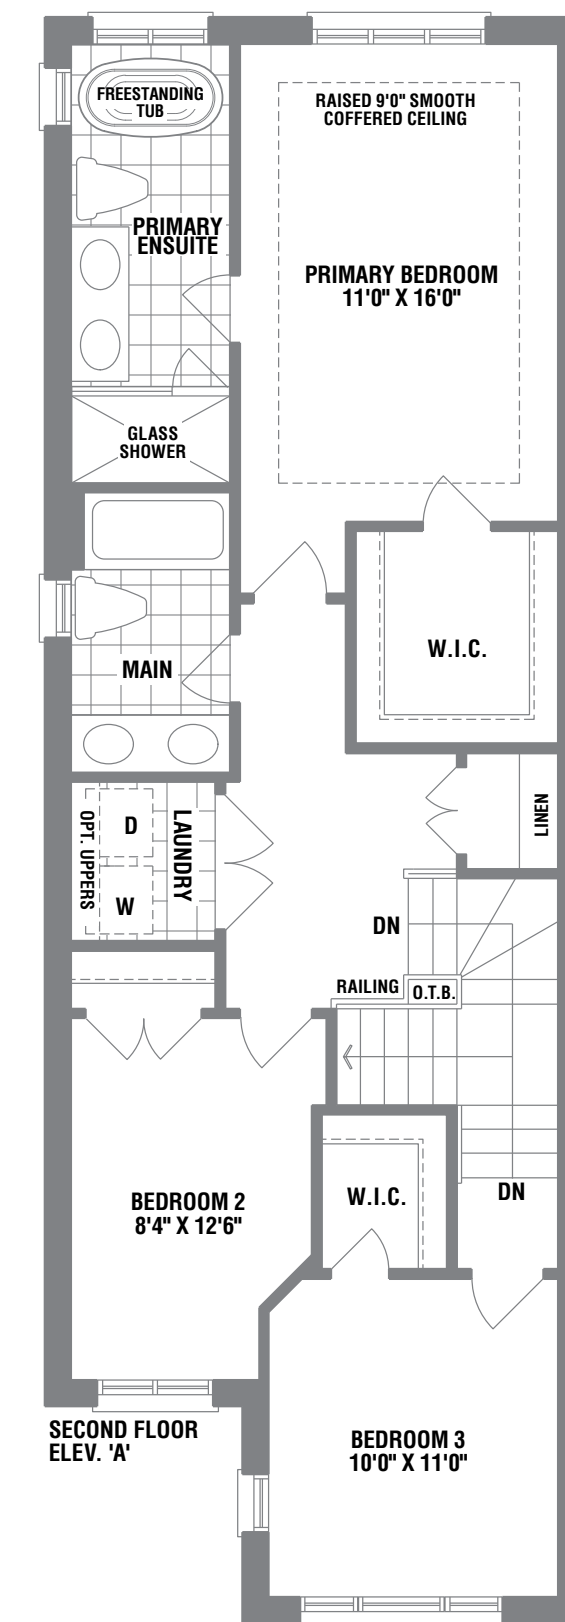 FREESTANDING
TUB
RAISED 9'0" SMOOTH
COFFERED CEILING
PRIMARY
ENSUITE
PRIMARY BEDROOM
11'0" X 16'0"
GLASS
SHOWER
W.I.C.
MAIN
LINEN
D
LAUNDRY
OPT. UPPERS
W
DN
RAILING
O.T.B.
BEDROOM 2
8'4" X 12'6"
W.I.C.
DN
SECOND FLOOR
ELEV. 'A'
BEDROOM 3
10'0" X 11'0"